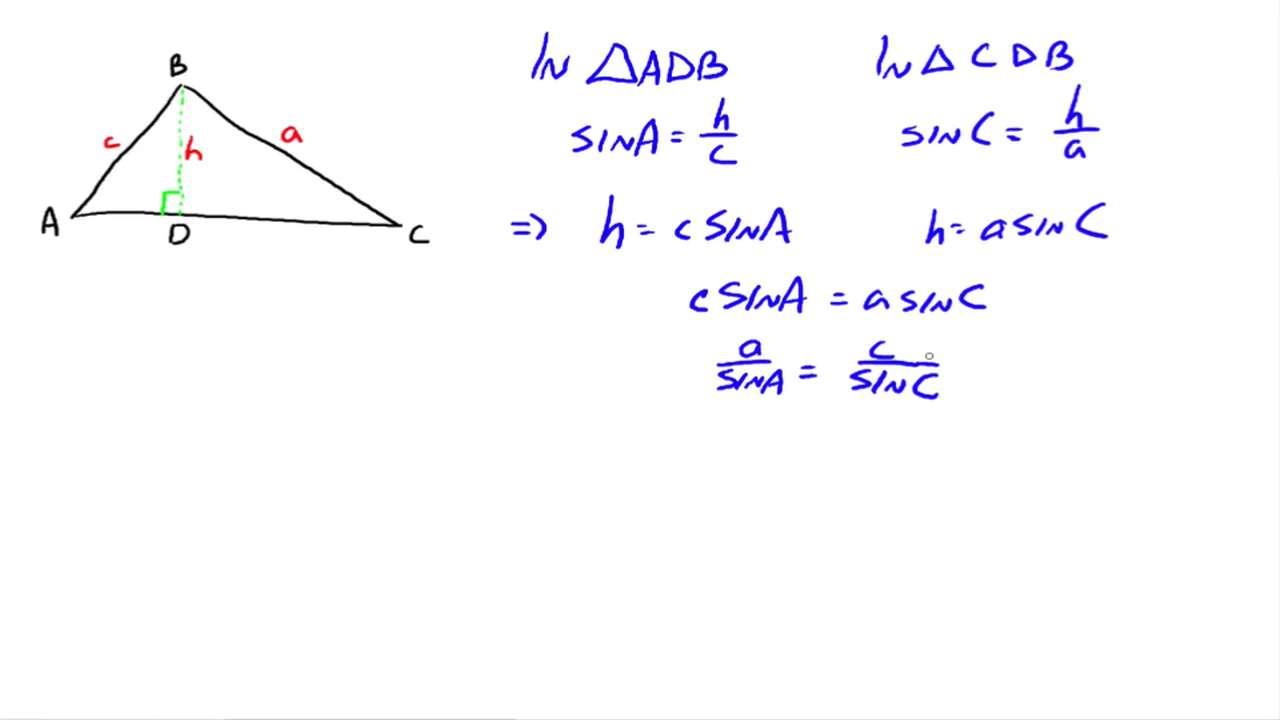 B
c
h
a
A
D
C
In △ADB
sinA = h/c
⇒ h = c sinA
In △CDB
sinC = h/a
h = a sinC
c sinA = a sinC
a/sinA = c/sinC